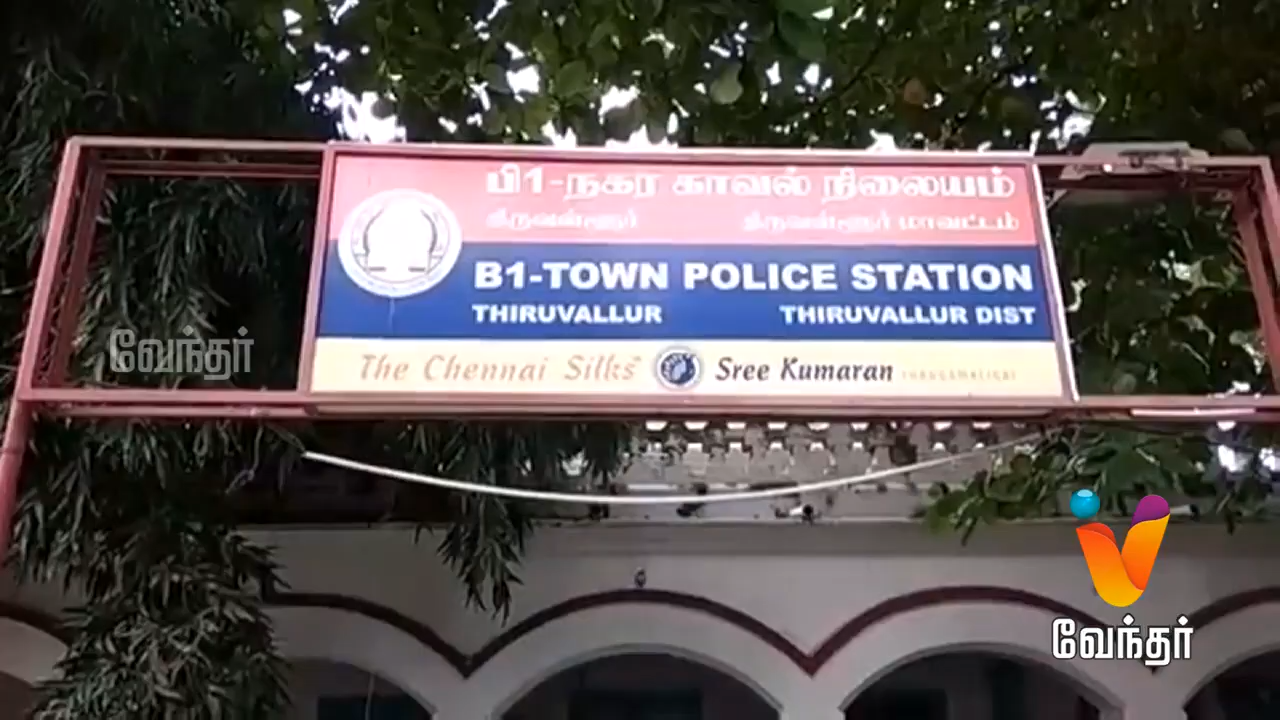 பி1-நகர காவல் நிலையம்
திருவள்ளூர் திருவள்ளூர் மாவட்டம்
B1-TOWN POLICE STATION
THIRUVALLUR THIRUVALLUR DIST
The Chennai Silks Sree Kumaran THANGAMALIGAI
வேந்தர்
வேந்தர்